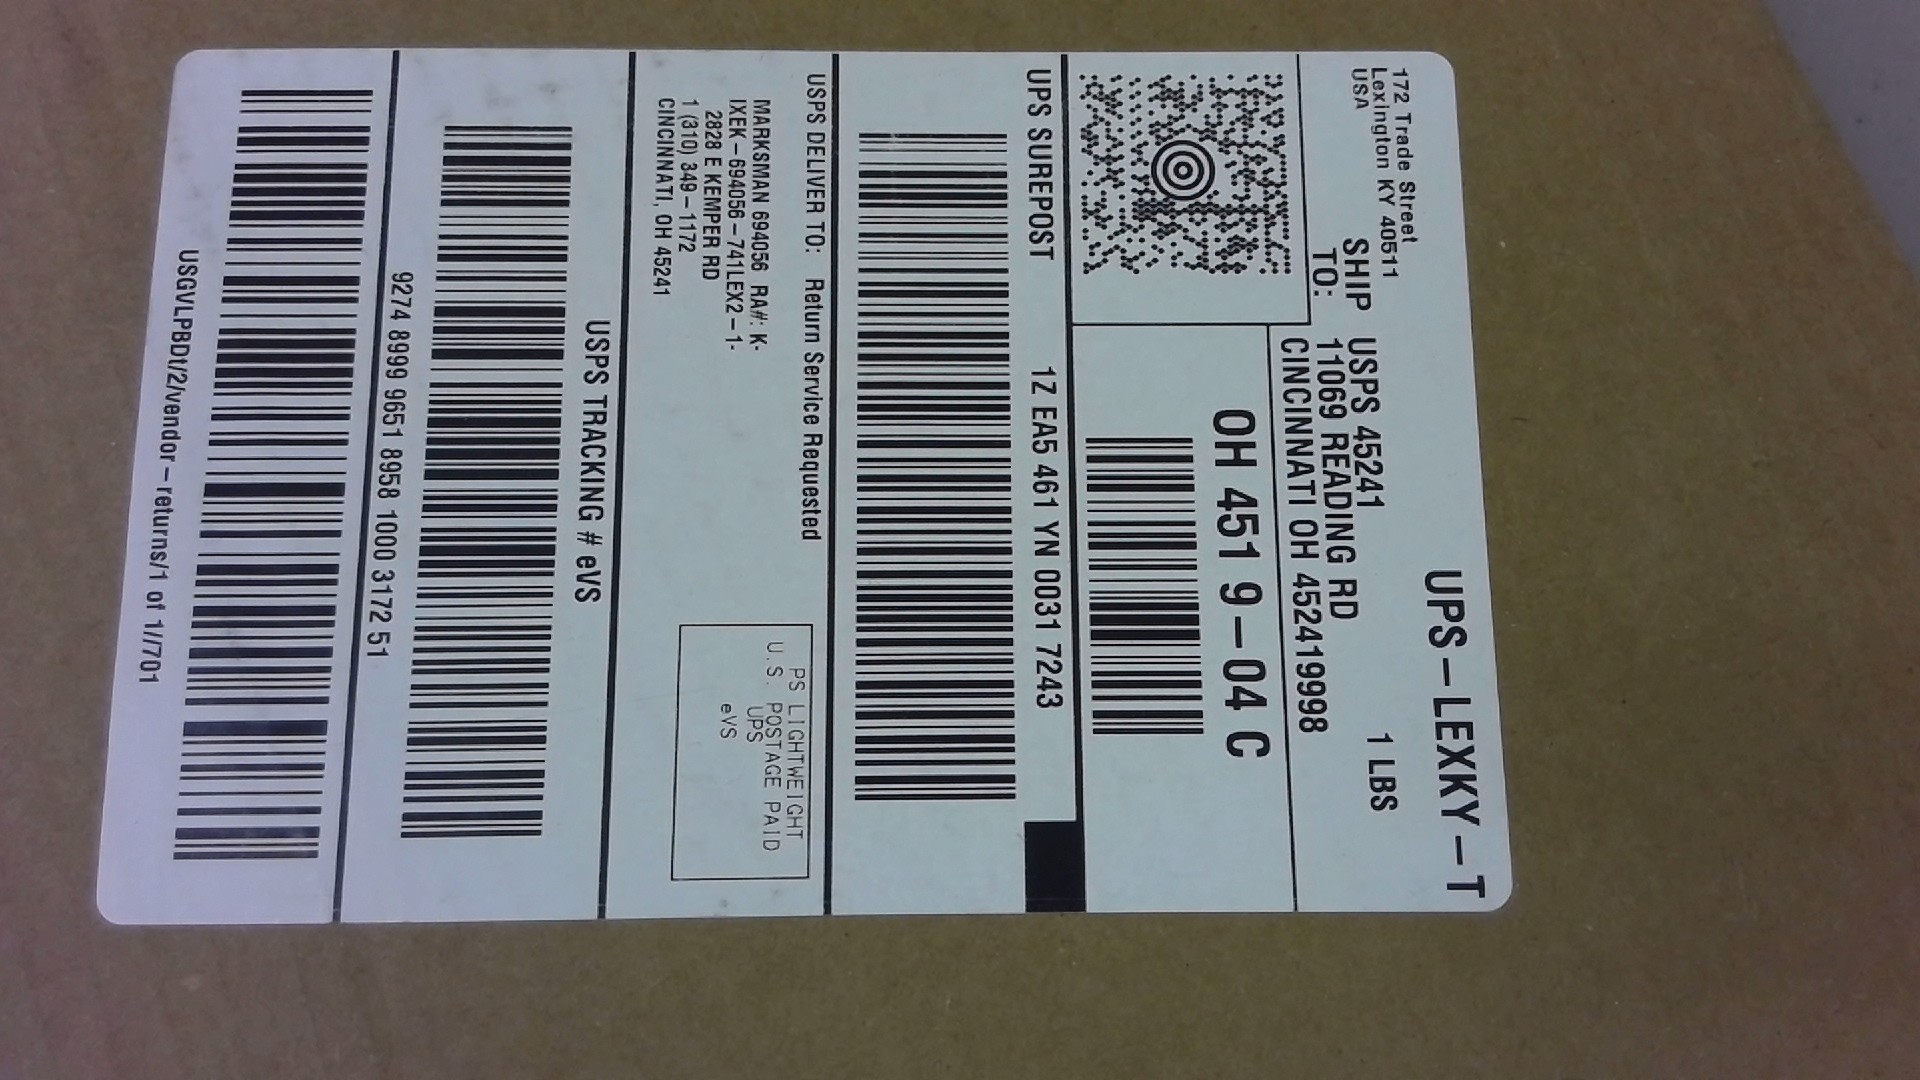 UPS-LEXKY-T
172 Trade Street
Lexington KY 40511
USA
1 LBS
SHIP
TO:
USPS 45241
11069 READING RD
CINCINNATI OH 452419998
OH 451 9-04 C
UPS SUREPOST
1Z EA5 461 YN 0031 7243
USPS DELIVER TO: Return Service Requested
MARKSMAN 694056 RA#: K-
IXEK-694056-741LEX2-1-
2828 E KEMPER RD
1 (310) 349-1172
CINCINNATI, OH 45241
PS LIGHTWEIGHT
U.S. POSTAGE PAID
UPS
eVS
USPS TRACKING # eVS
9274 8999 9651 8958 1000 3172 51
USGVLPBDt/2/vendor-returns/1 of 1//701